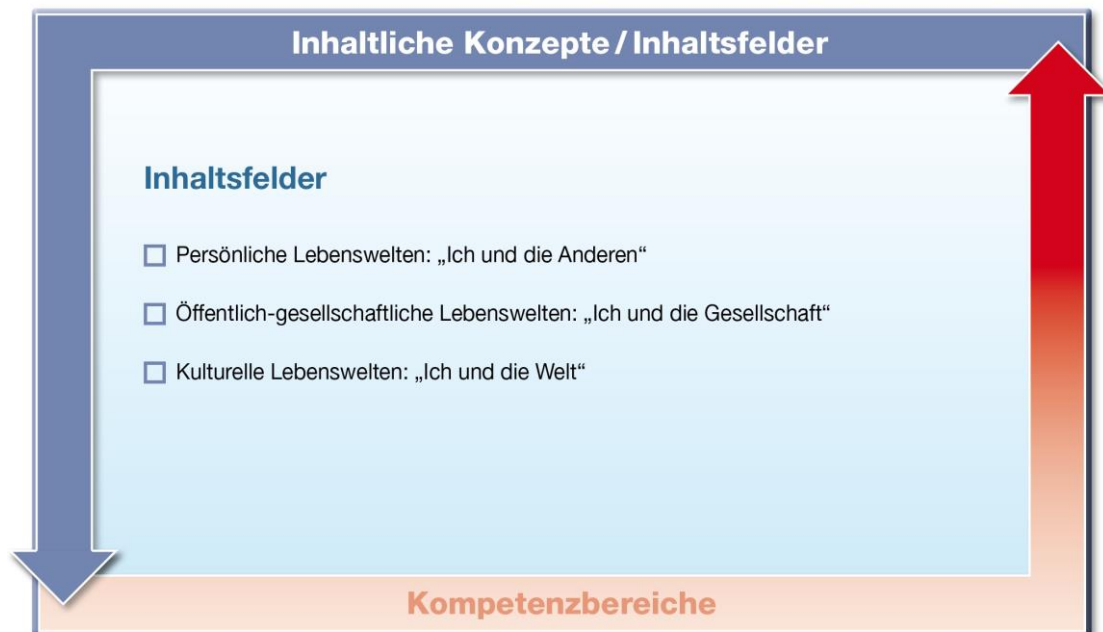 Inhaltliche Konzepte / Inhaltsfelder
Inhaltsfelder
Persönliche Lebenswelten: „Ich und die Anderen“
Öffentlich-gesellschaftliche Lebenswelten: „Ich und die Gesellschaft“
Kulturelle Lebenswelten: „Ich und die Welt“
Kompetenzbereiche